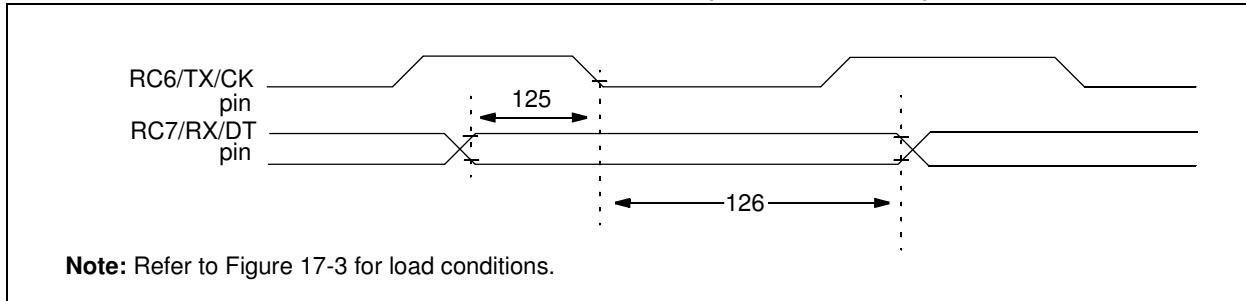 RC6/TX/CK
pin
125
RC7/RX/DT
pin
126
Note: Refer to Figure 17-3 for load conditions.